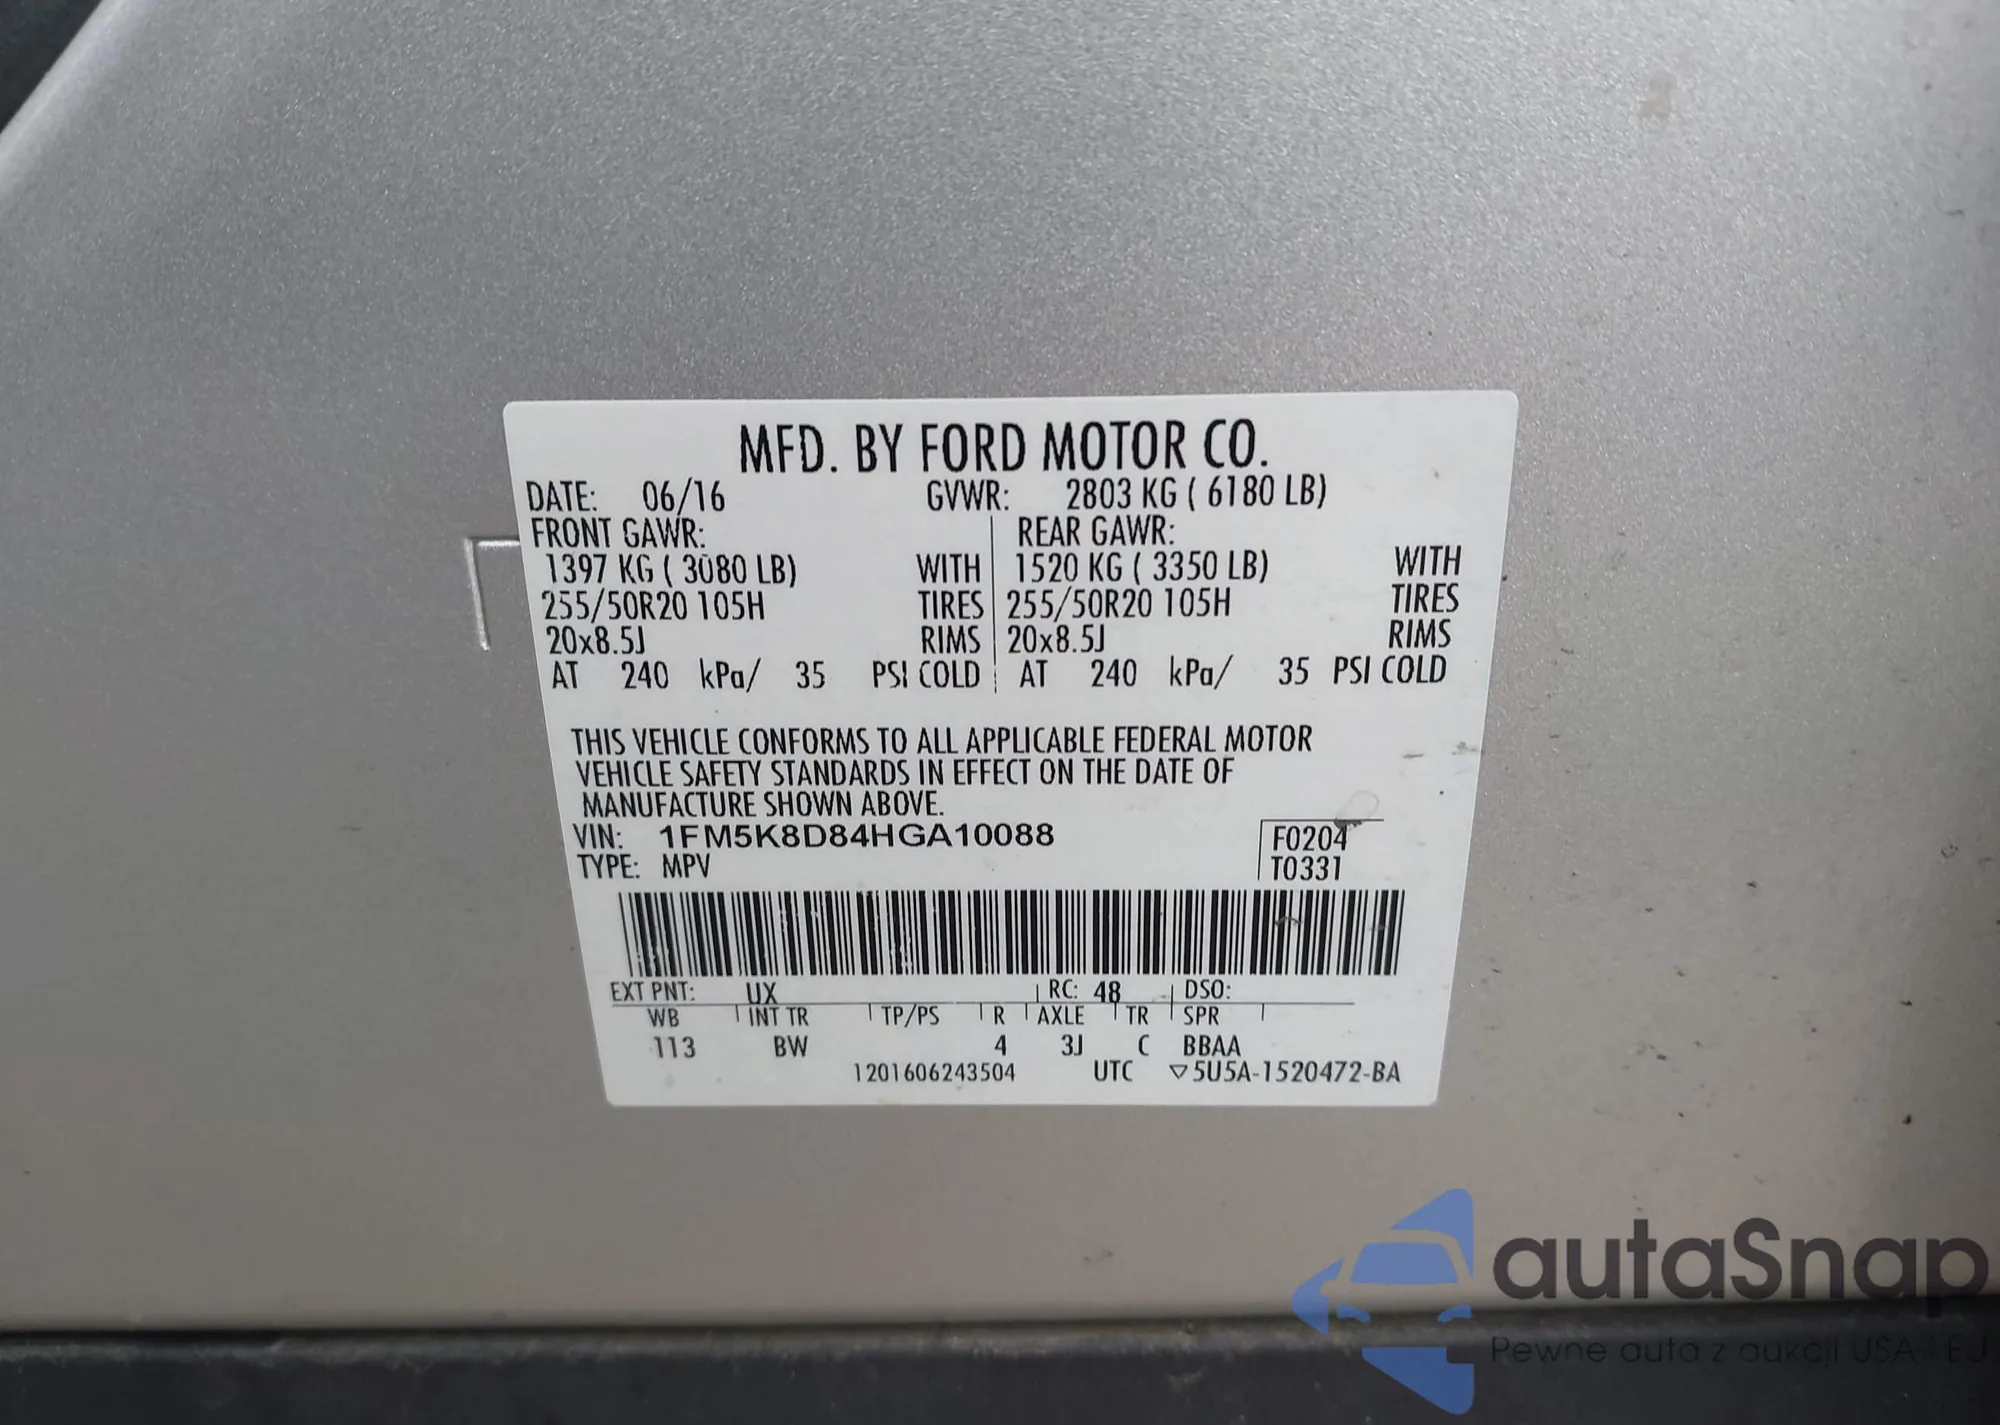 MFD. BY FORD MOTOR CO.
DATE: 06/16 GVWR: 2803 KG ( 6180 LB)
FRONT GAWR: REAR GAWR:
1397 KG ( 3080 LB) WITH 1520 KG ( 3350 LB) WITH
255/50R20 105H TIRES 255/50R20 105H TIRES
20x8.5J RIMS 20x8.5J RIMS
AT 240 kPa/ 35 PSI COLD AT 240 kPa/ 35 PSI COLD
THIS VEHICLE CONFORMS TO ALL APPLICABLE FEDERAL MOTOR
VEHICLE SAFETY STANDARDS IN EFFECT ON THE DATE OF
MANUFACTURE SHOWN ABOVE.
VIN: 1FM5K8D84HGA10088 F0204
TYPE: MPV T0331
EXT PNT: UX RC: 48 DSO:
WB INT TR TP/PS R AXLE TR SPR
113 BW 4 3J C BBAA
1201606243504 UTC ▽5U5A-1520472-BA
autaSnap
Pewne auta z aukcji USA i EJ